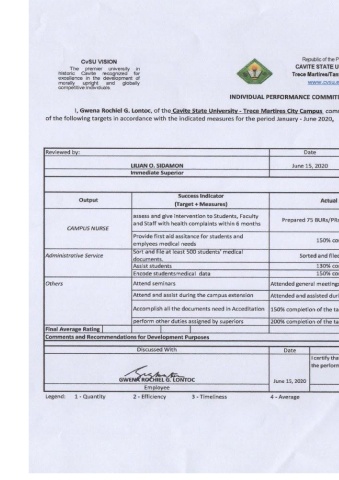 CvSU VISION
The premier university in
historic Cavite recognized for
excellence in the development of
morally upright and globally
competitive individuals
Republic of the P
CAVITE STATE U
Trece Martires/Tan
www.cvsu.e
INDIVIDUAL PERFORMANCE COMMITM
I, Gwena Rochiel G. Lontoc, of the Cavite State University - Trece Martires City Campus, com
of the following targets in accordance with the indicated measures for the period January - June 2020,
Reviewed by: Date
LILIAN O. SIDAMON June 15, 2020
Immediate Superior
Output Success Indicator Actual
(Target + Measures)
CAMPUS NURSE
assess and give intervention to Students, Faculty
and Staff with health complaints within 6 months
Prepared 75 BURs/PRs
Provide first aid assitance for students and
emplyees medical needs
150% co
Administrative Service
Sort and file at least 500 students' medical
documents.
Sorted and filed
Assist students 130% co
Encode studentsmedical data 150% co
Others Attend seminars Attended general meetings
Attend and assist during the campus extension Attended and assisted duri
Accomplish all the documents need in Accreditation 150% completion of the ta
perform other duties assigned by superiors 200% completion of the ta
Final Average Rating
Comments and Recommendations for Development Purposes
Discussed With Date
I certify tha
the perform
GWENA ROCHIEL G. LONTOC June 15, 2020
Employee
Legend: 1 - Quantity 2 - Efficiency 3 - Timeliness 4 - Average